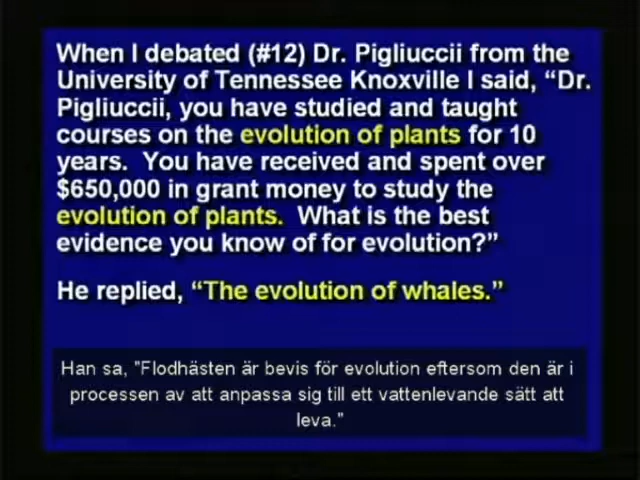 When I debated (#12) Dr. Pigliuccii from the
University of Tennessee Knoxville I said, “Dr.
Pigliuccii, you have studied and taught
courses on the evolution of plants for 10
years.  You have received and spent over
$650,000 in grant money to study the
evolution of plants.  What is the best
evidence you know of for evolution?”
He replied, “The evolution of whales.”
Han sa, "Flodhästen är bevis för evolution eftersom den är i
processen av att anpassa sig till ett vattenlevande sätt att
leva."